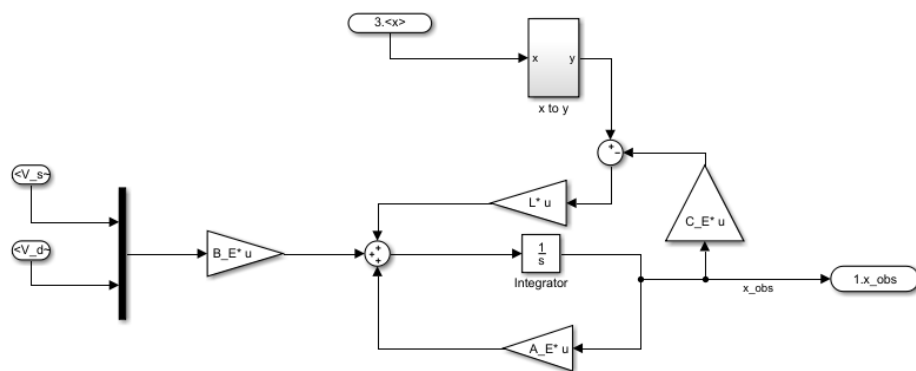 3.<x>
x
y
x to y
+
−
<V_s~
<V_d~
B_E* u
L* u
+
+
+
1
s
Integrator
C_E* u
x_obs
1.x_obs
A_E* u